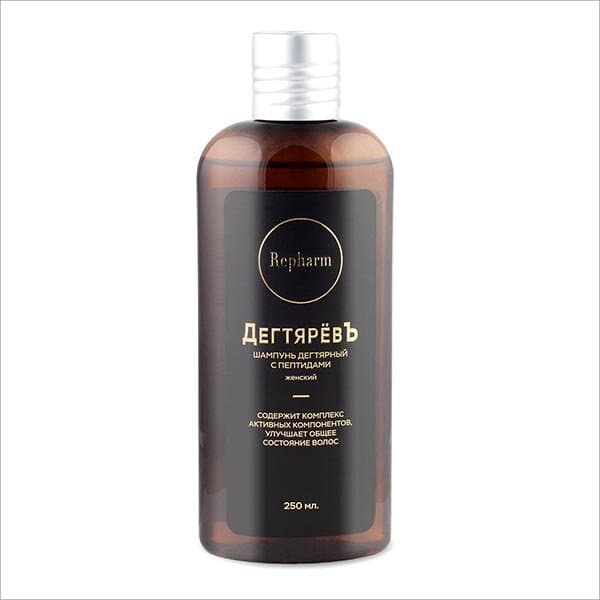 Repharm
ДЕГТЯРЁВЪ
ШАМПУНЬ ДЕГТЯРНЫЙ
С ПЕПТИДАМИ
женский
СОДЕРЖИТ КОМПЛЕКС
АКТИВНЫХ КОМПОНЕНТОВ,
УЛУЧШАЕТ ОБЩЕЕ
СОСТОЯНИЕ ВОЛОС
250 мл.